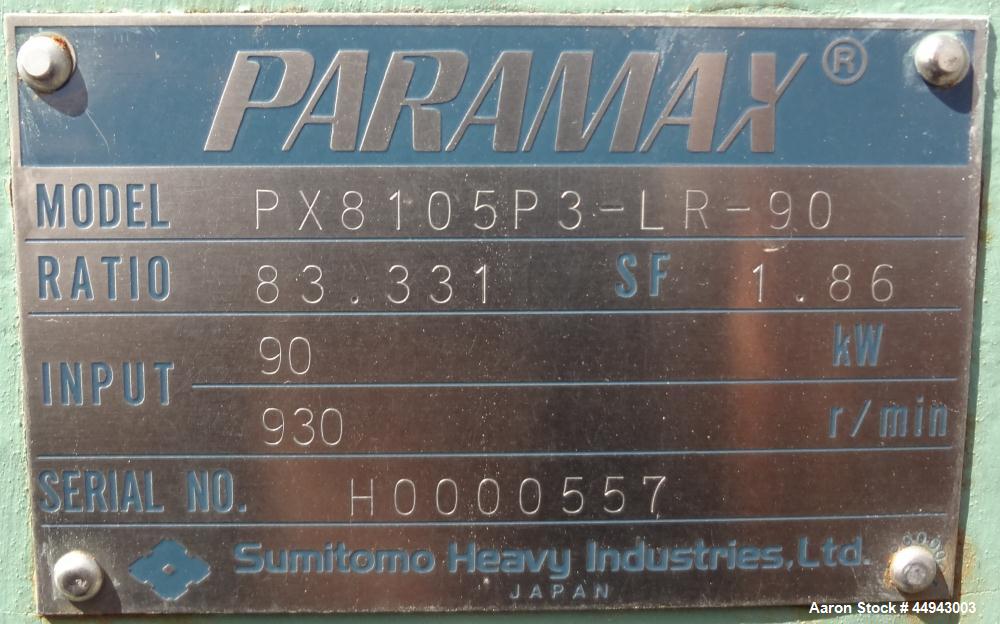 PARAMAX®
MODEL PX8105P3-LR-90
RATIO 83.331 SF 1.86
INPUT 90 kW
930 r/min
SERIAL NO. H0000557
Sumitomo Heavy Industries, Ltd.
JAPAN
Aaron Stock # 44943003